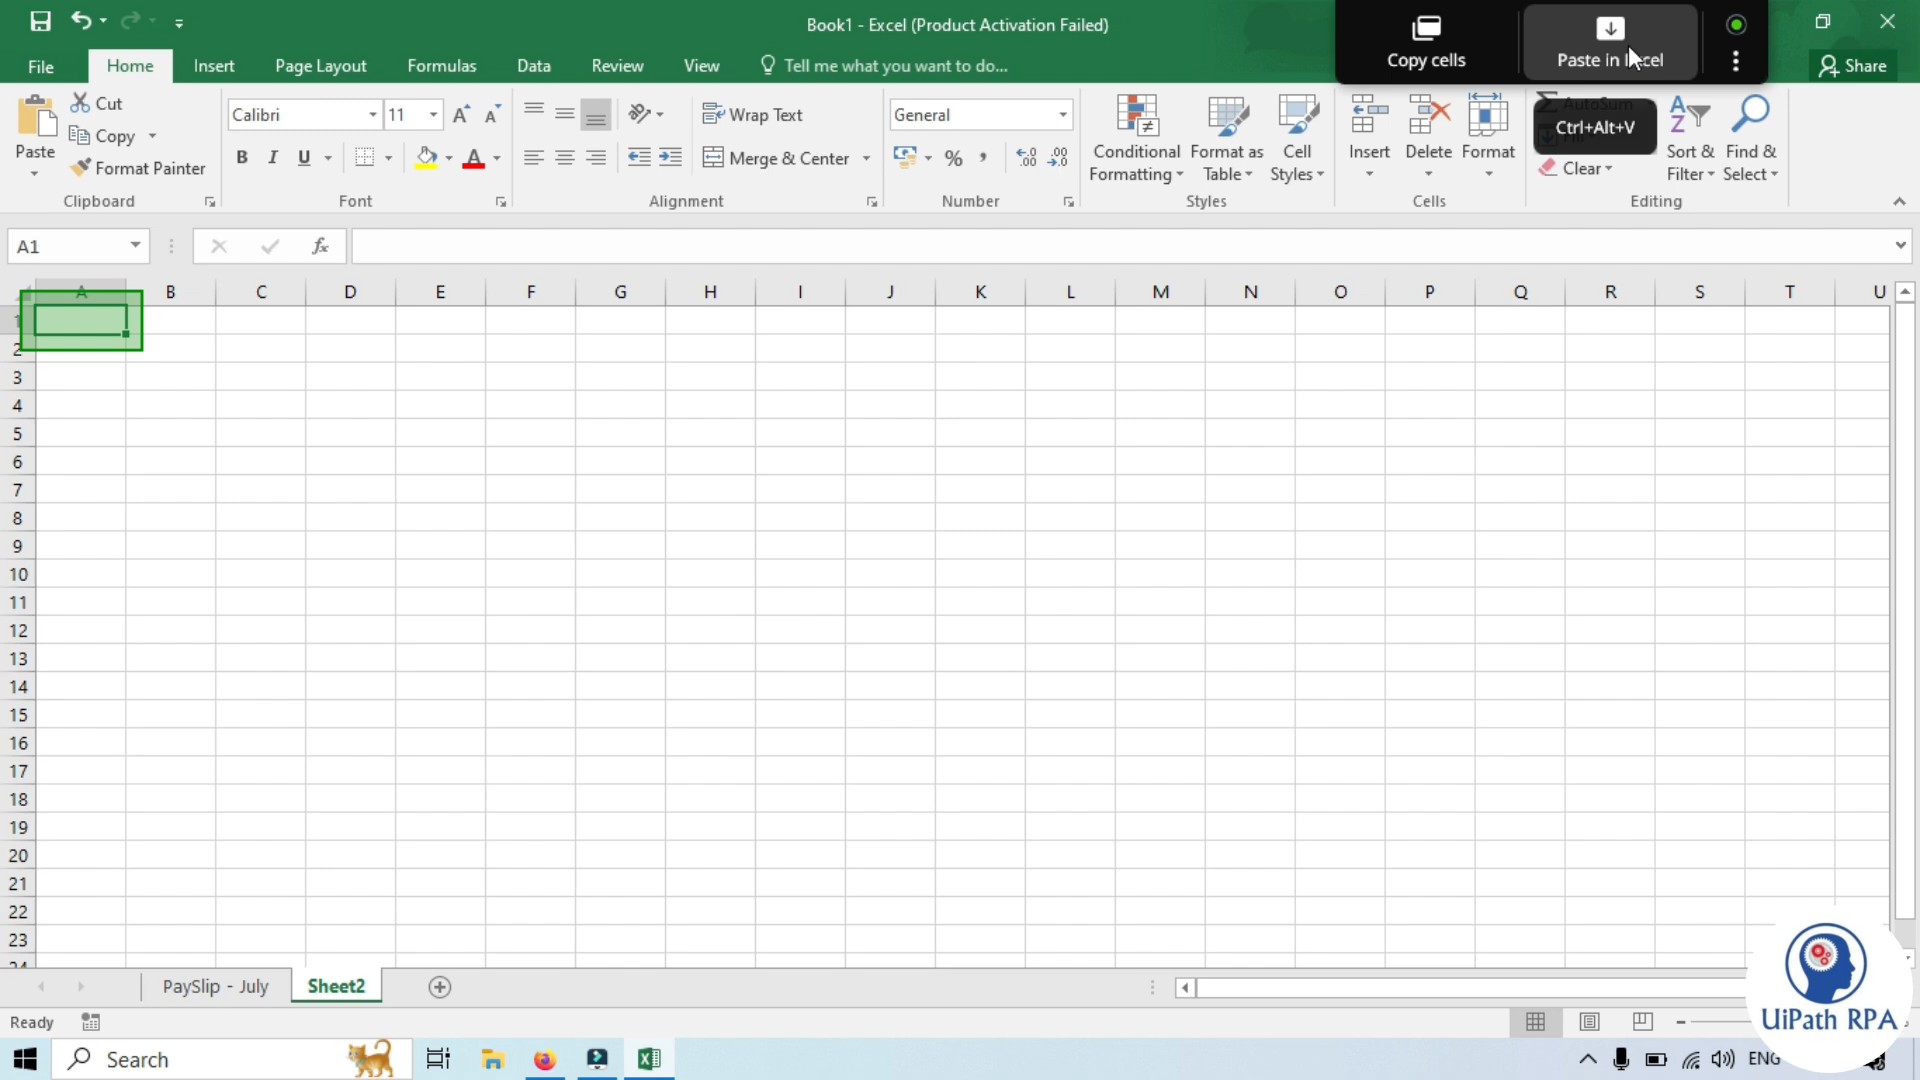 Book1 - Excel (Product Activation Failed)
Copy cells
Paste in Excel
File
Home
Insert
Page Layout
Formulas
Data
Review
View
Tell me what you want to do...
Share
Paste
Cut
Copy
Format Painter
Clipboard
Calibri
11
B I U
A
Font
Wrap Text
Merge & Center
Alignment
General
%
Number
Conditional
Formatting
Format as
Table
Cell
Styles
Styles
Insert
Delete
Format
Cells
AutoSum
Ctrl+Alt+V
Clear
Sort &
Filter
Find &
Select
Editing
A1
fx
A B C D E F G H I J K L M N O P Q R S T U
1
2
3
4
5
6
7
8
9
10
11
12
13
14
15
16
17
18
19
20
21
22
23
24
PaySlip - July
Sheet2
Ready
UiPath RPA
Search
ENG